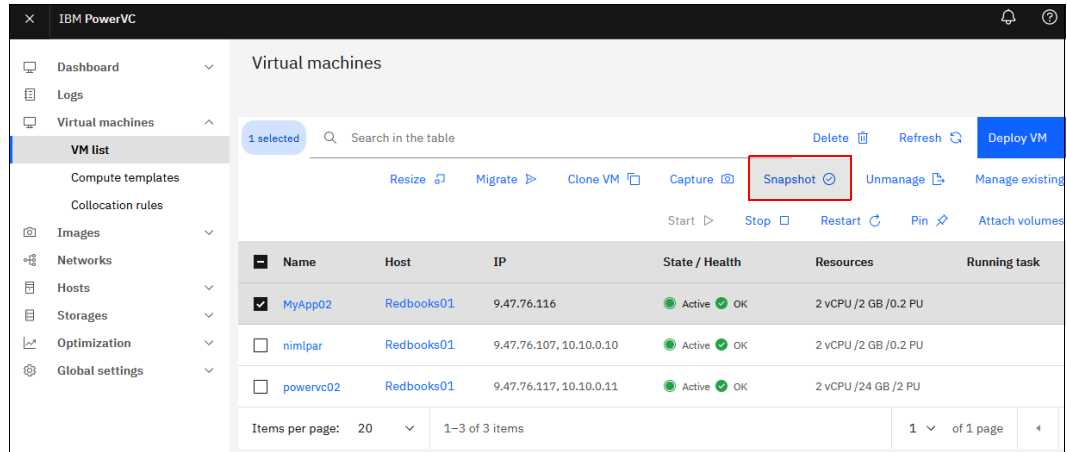 IBM PowerVC
Dashboard
Logs
Virtual machines
VM list
Compute templates
Collocation rules
Images
Networks
Hosts
Storages
Optimization
Global settings
Virtual machines
1 selected Search in the table Delete Refresh Deploy VM
Resize Migrate Clone VM Capture Snapshot Unmanage Manage existing
Start Stop Restart Pin Attach volumes
Name Host IP State / Health Resources Running task
MyApp02 Redbooks01 9.47.76.116 Active OK 2 vCPU /2 GB /0.2 PU
nimlpar Redbooks01 9.47.76.107, 10.10.0.10 Active OK 2 vCPU /2 GB /0.2 PU
powervc02 Redbooks01 9.47.76.117, 10.10.0.11 Active OK 2 vCPU /24 GB /2 PU
Items per page: 20 1–3 of 3 items 1 of 1 page